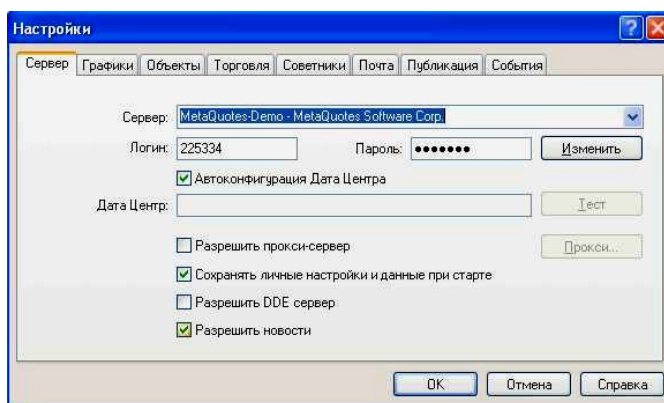 Настройки
Сервер Графики Объекты Торговля Советники Почта Публикация События
Сервер: MetaQuotes-Demo - MetaQuotes Software Corp.
Логин: 225334 Пароль: ●●●●●●● Изменить
Автоконфигурация Дата Центра
Дата Центр: Тест
Разрешить прокси-сервер Прокси...
Сохранять личные настройки и данные при старте
Разрешить DDE сервер
Разрешить новости
OK Отмена Справка